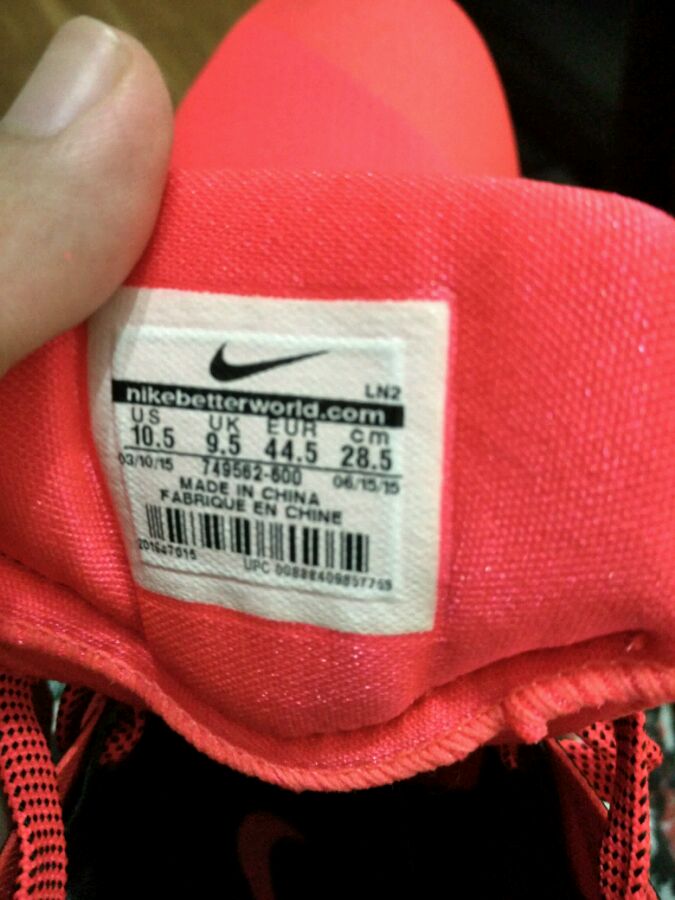 LN2
nikebetterworld.com
US UK EUR cm
10.5 9.5 44.5 28.5
03/10/15 749562-600 06/15/15
MADE IN CHINA
FABRIQUE EN CHINE
UPC